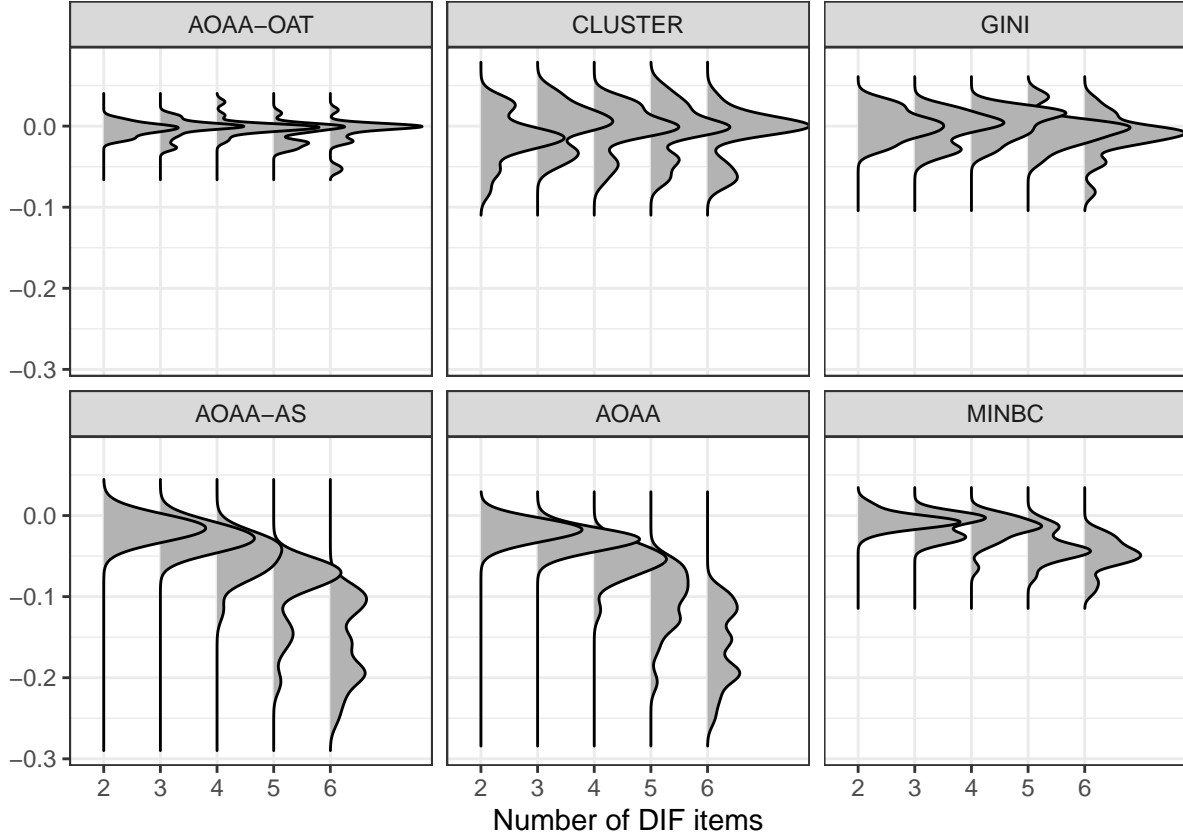 AOAA−OAT CLUSTER GINI
0.0
−0.1
−0.2
−0.3
AOAA−AS AOAA MINBC
0.0
−0.1
−0.2
−0.3
2 3 4 5 6 2 3 4 5 6 2 3 4 5 6
Number of DIF items